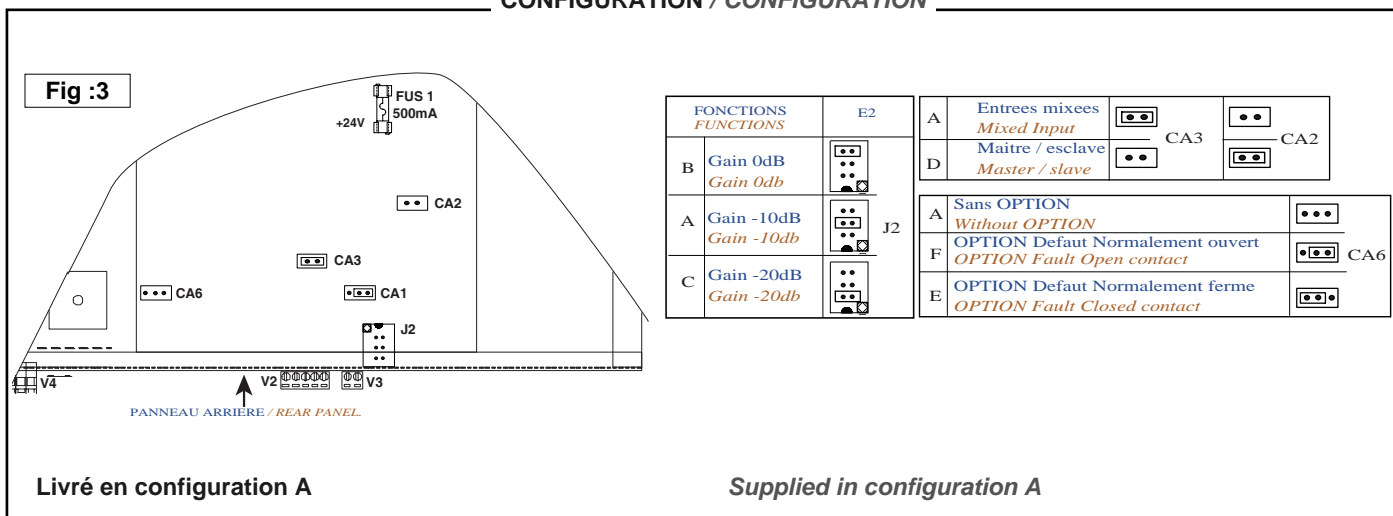 CONFIGURATION / CONFIGURATION
Fig :3
FUS 1
500mA
+24V
CA2
CA3
CA6
CA1
J2
V4
V2
V3
PANNEAU ARRIERE / REAR PANEL.
FONCTIONS
FUNCTIONS
E2
B
Gain 0dB
Gain 0db
A
Gain -10dB
Gain -10db
J2
C
Gain -20dB
Gain -20db
A
Entrees mixees
Mixed Input
CA3
CA2
D
Maitre / esclave
Master / slave
A
Sans OPTION
Without OPTION
F
OPTION Defaut Normalement ouvert
OPTION Fault Open contact
CA6
E
OPTION Defaut Normalement ferme
OPTION Fault Closed contact
Livré en configuration A
Supplied in configuration A